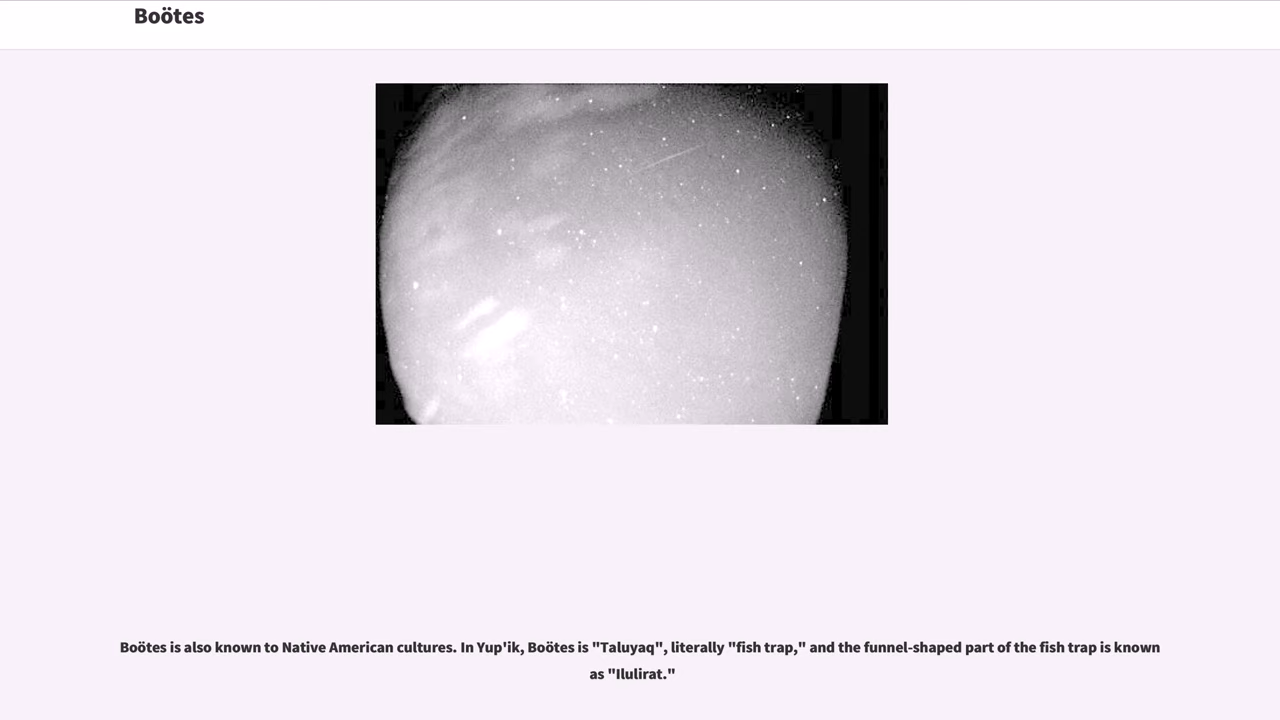 Boötes
Boötes is also known to Native American cultures. In Yup'ik, Boötes is "Taluyaq", literally "fish trap," and the funnel-shaped part of the fish trap is known
as "Ilulirat."